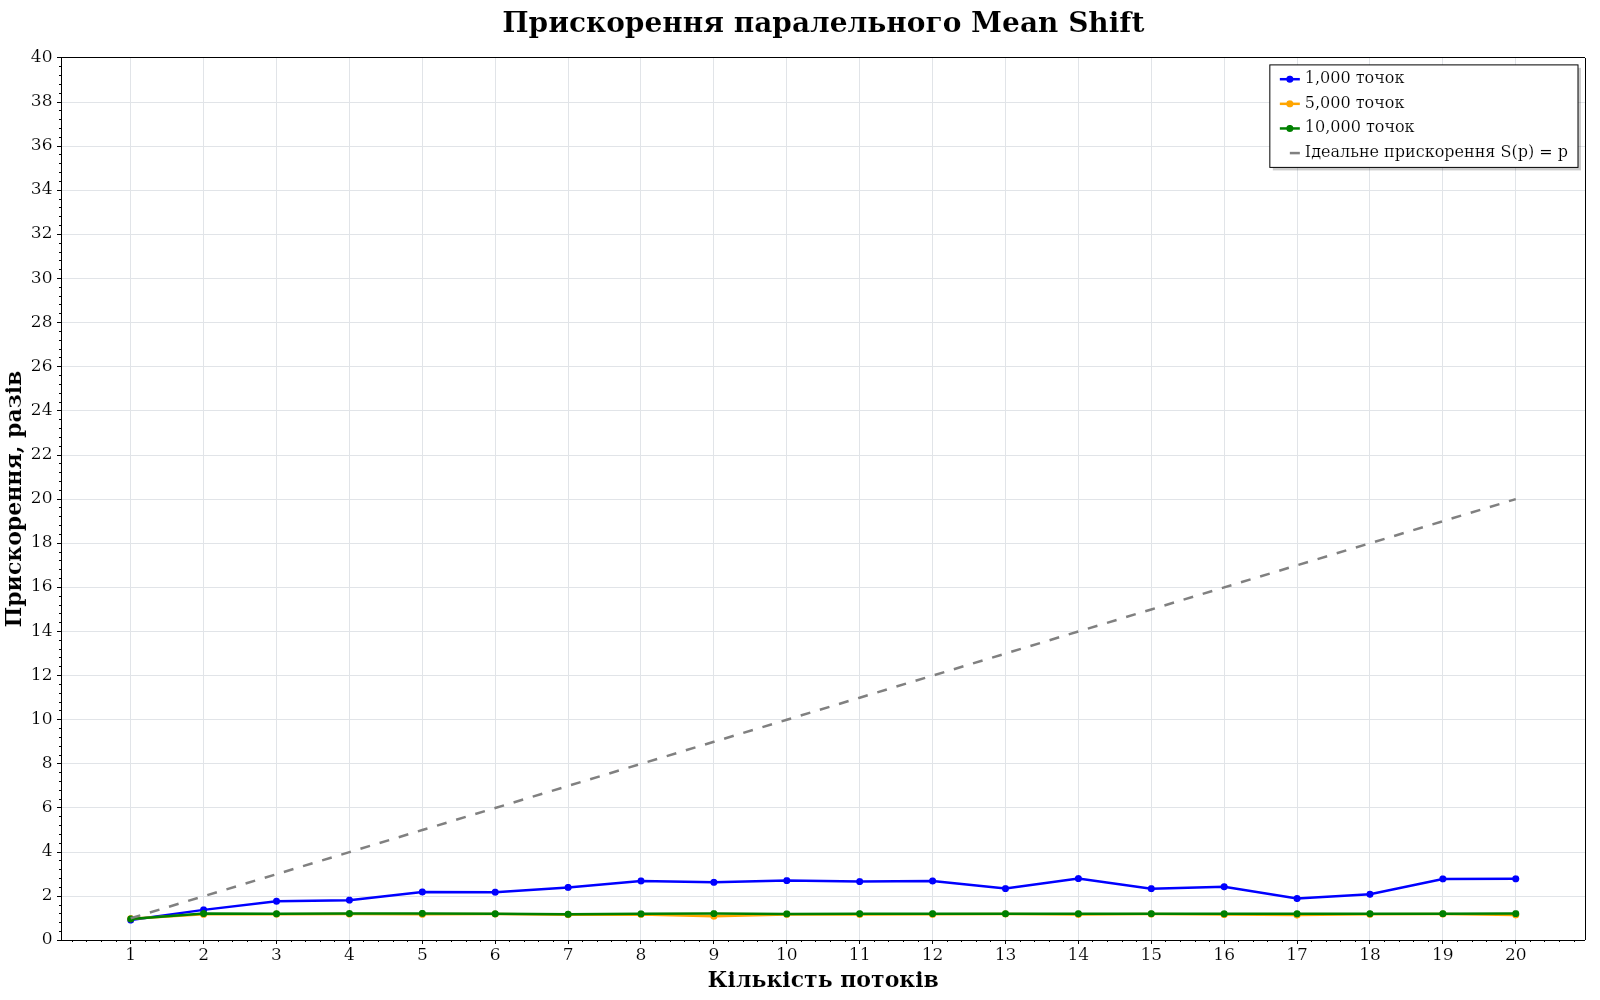 Прискорення паралельного Mean Shift
1,000 точок
5,000 точок
10,000 точок
Ідеальне прискорення S(p) = p
Прискорення, разів
40
38
36
34
32
30
28
26
24
22
20
18
16
14
12
10
8
6
4
2
0
1 2 3 4 5 6 7 8 9 10 11 12 13 14 15 16 17 18 19 20
Кількість потоків